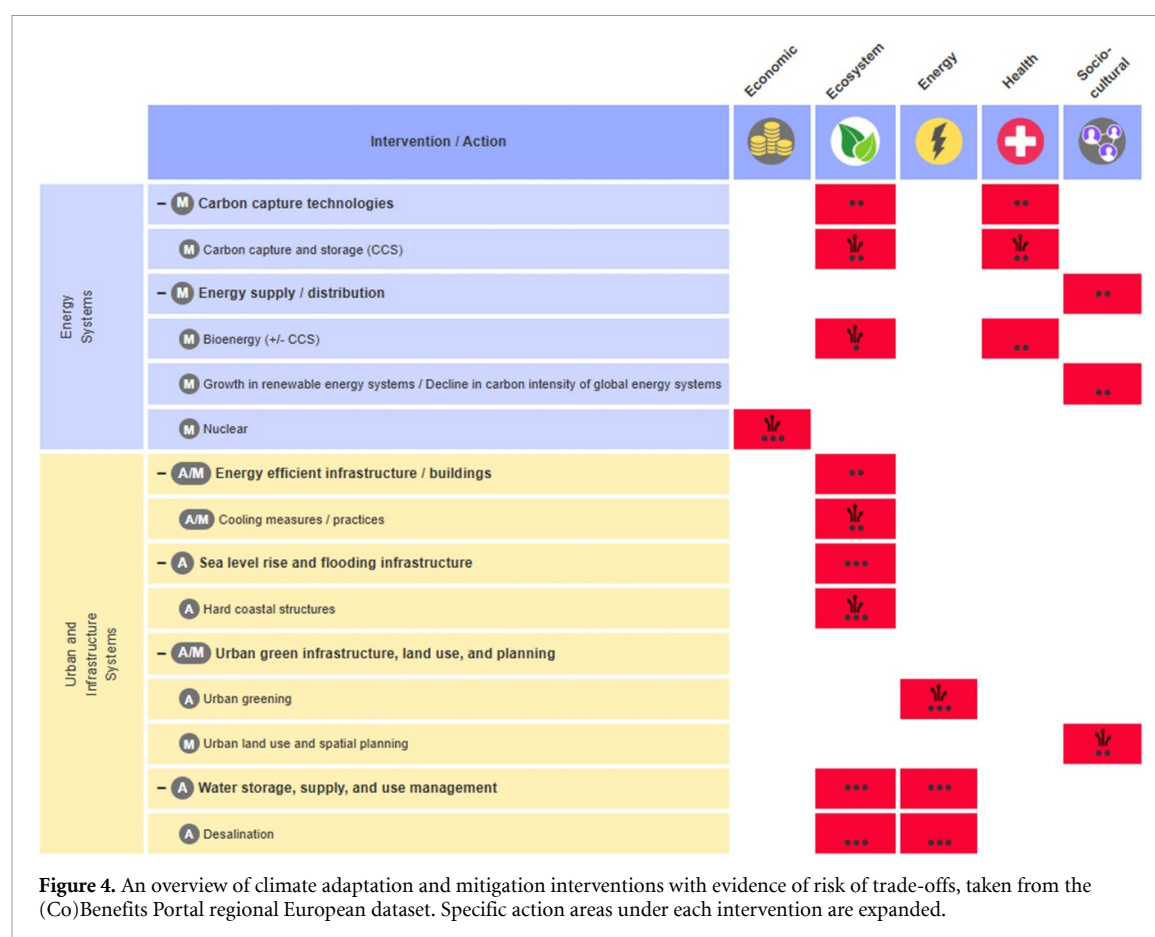 Economic
Ecosystem
Energy
Health
Socio-
cultural
Intervention / Action
Energy
Systems
– M Carbon capture technologies
M Carbon capture and storage (CCS)
– M Energy supply / distribution
M Bioenergy (+/- CCS)
M Growth in renewable energy systems / Decline in carbon intensity of global energy systems
M Nuclear
Urban and
Infrastructure
Systems
– A/M Energy efficient infrastructure / buildings
A/M Cooling measures / practices
– A Sea level rise and flooding infrastructure
A Hard coastal structures
– A/M Urban green infrastructure, land use, and planning
A Urban greening
M Urban land use and spatial planning
– A Water storage, supply, and use management
A Desalination
Figure 4. An overview of climate adaptation and mitigation interventions with evidence of risk of trade-offs, taken from the
(Co)Benefits Portal regional European dataset. Specific action areas under each intervention are expanded.